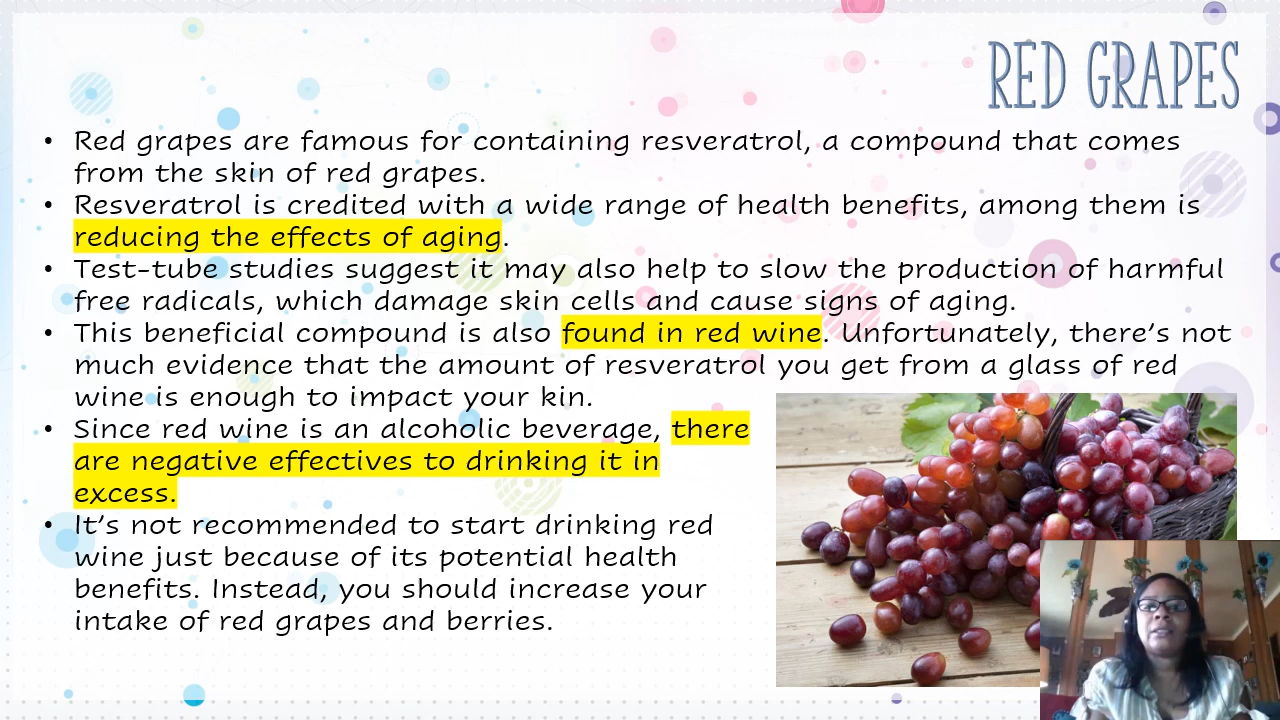 RED GRAPES
• Red grapes are famous for containing resveratrol, a compound that comes
from the skin of red grapes.
• Resveratrol is credited with a wide range of health benefits, among them is
reducing the effects of aging.
• Test-tube studies suggest it may also help to slow the production of harmful
free radicals, which damage skin cells and cause signs of aging.
• This beneficial compound is also found in red wine. Unfortunately, there’s not
much evidence that the amount of resveratrol you get from a glass of red
wine is enough to impact your kin.
• Since red wine is an alcoholic beverage, there
are negative effectives to drinking it in
excess.
• It’s not recommended to start drinking red
wine just because of its potential health
benefits. Instead, you should increase your
intake of red grapes and berries.